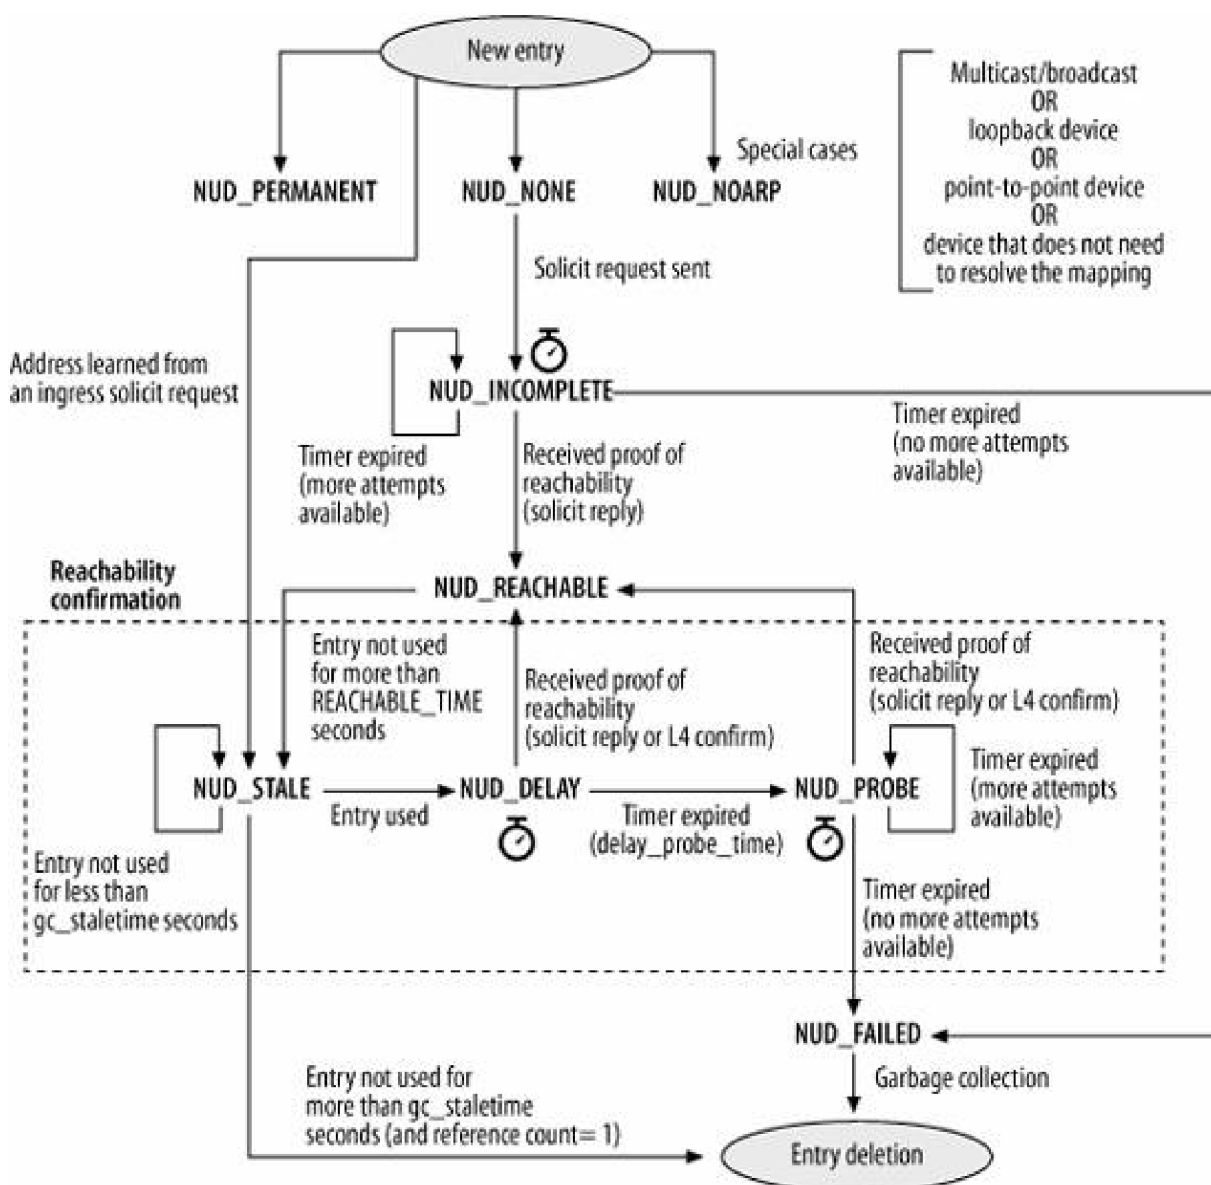 New entry
Multicast/broadcast
OR
loopback device
OR
point-to-point device
OR
device that does not need
to resolve the mapping
Special cases
NUD_PERMANENT
NUD_NONE
NUD_NOARP
Solicit request sent
Address learned from
an ingress solicit request
NUD_INCOMPLETE
Timer expired
(no more attempts
available)
Timer expired
(more attempts
available)
Received proof of
reachability
(solicit reply)
Reachability
confirmation
NUD_REACHABLE
Entry not used
for more than
REACHABLE_TIME
seconds
Received proof of
reachability
(solicit reply or L4 confirm)
Received proof of
reachability
(solicit reply or L4 confirm)
NUD_STALE
Entry used
NUD_DELAY
Timer expired
(delay_probe_time)
NUD_PROBE
Timer expired
(more attempts
available)
Entry not used
for less than
gc_staletime seconds
Timer expired
(no more attempts
available)
NUD_FAILED
Garbage collection
Entry not used for
more than gc_staletime
seconds (and reference count= 1)
Entry deletion